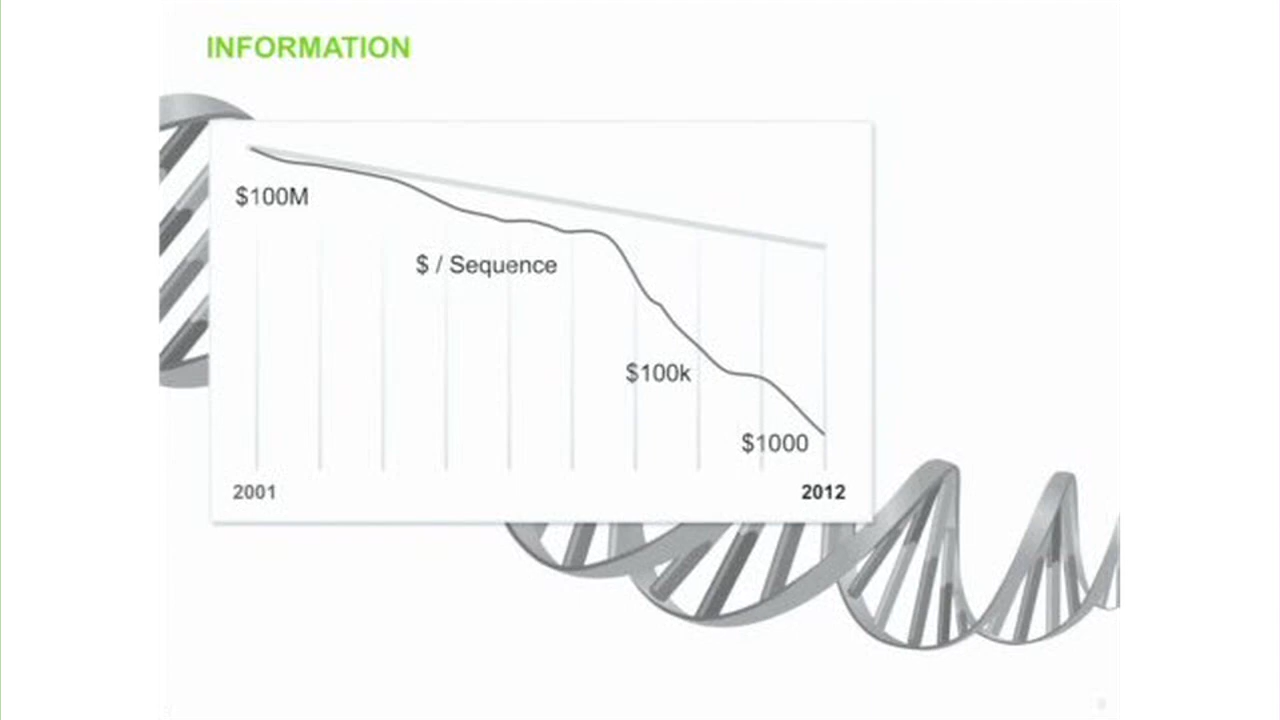 INFORMATION
$100M
$ / Sequence
$100k
$1000
2001
2012